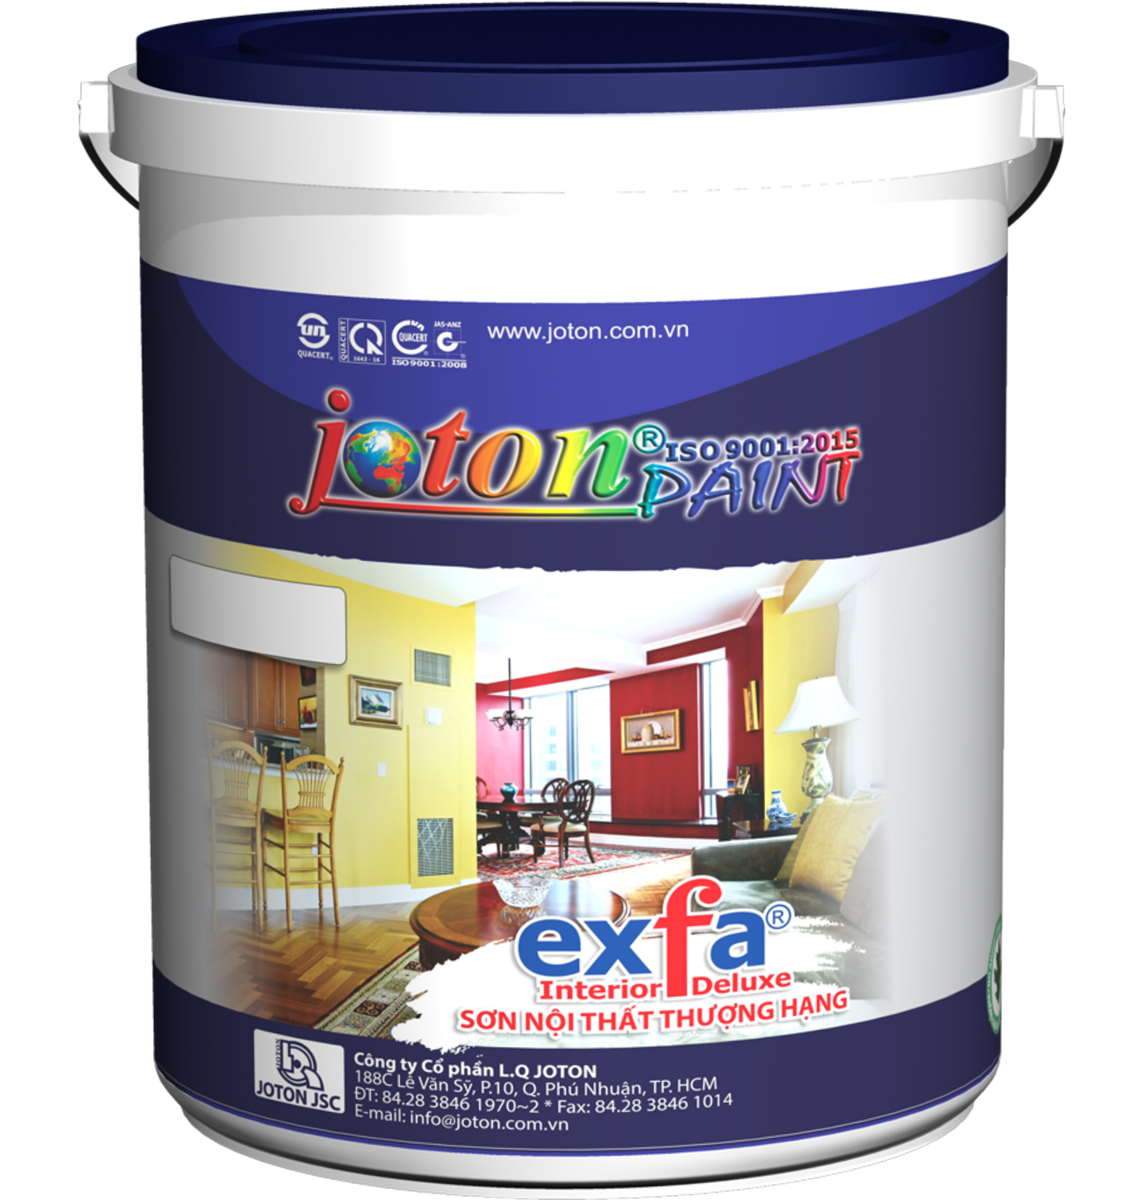 www.joton.com.vn
QUACERT
QUACERT
1643 - 16
QUACERT
JAS-ANZ
ISO 9001 : 2008
joton®
ISO 9001:2015
PAINT
exfa®
Interior Deluxe
SƠN NỘI THẤT THƯỢNG HẠNG
JOTON
JOTON JSC
Công ty Cổ phần L.Q JOTON
188C Lê Văn Sỹ, P.10, Q. Phú Nhuận, TP. HCM
ĐT: 84.28 3846 1970~2 * Fax: 84.28 3846 1014
E-mail: info@joton.com.vn